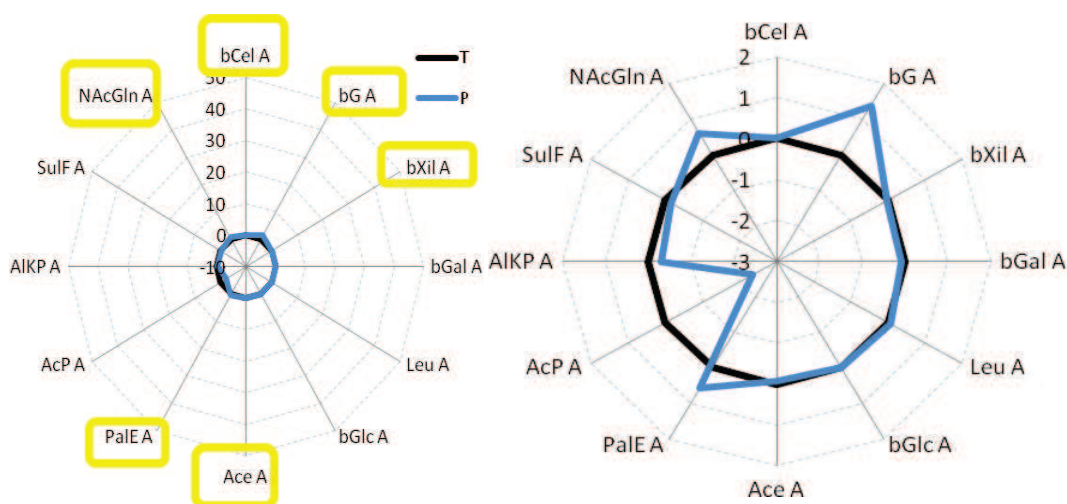 bCel A
T
P
50
40
30
20
10
0
-10
NAcGln A
bG A
SulF A
bXil A
AlKP A
bGal A
AcP A
Leu A
PalE A
bGlc A
Ace A
bCel A
2
1
0
-1
-2
-3
NAcGln A
bG A
SulF A
bXil A
AlKP A
bGal A
AcP A
Leu A
PalE A
bGlc A
Ace A